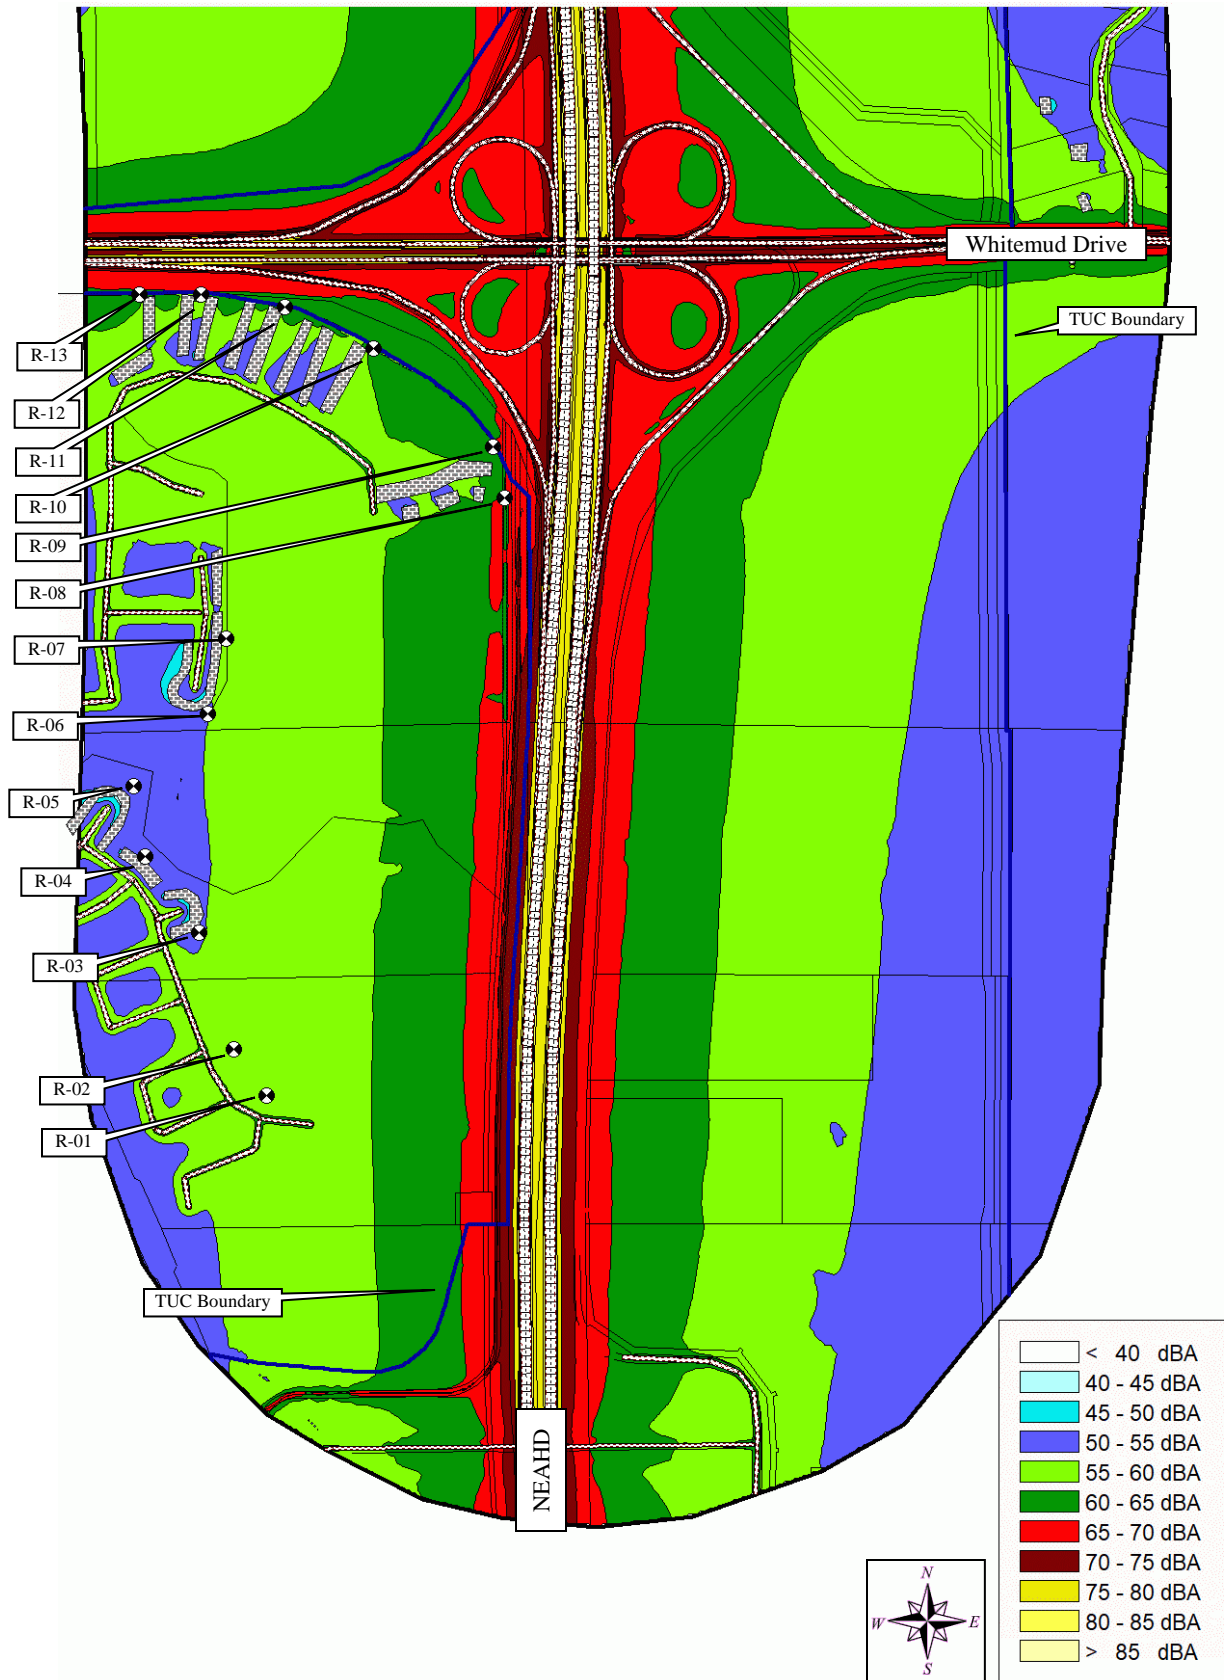 Whitemud Drive
TUC Boundary
R-13
R-12
R-11
R-10
R-09
R-08
R-07
R-06
R-05
R-04
R-03
R-02
R-01
TUC Boundary
NEAHD
< 40 dBA
40 - 45 dBA
45 - 50 dBA
50 - 55 dBA
55 - 60 dBA
60 - 65 dBA
65 - 70 dBA
70 - 75 dBA
75 - 80 dBA
80 - 85 dBA
> 85 dBA
N
W E
S